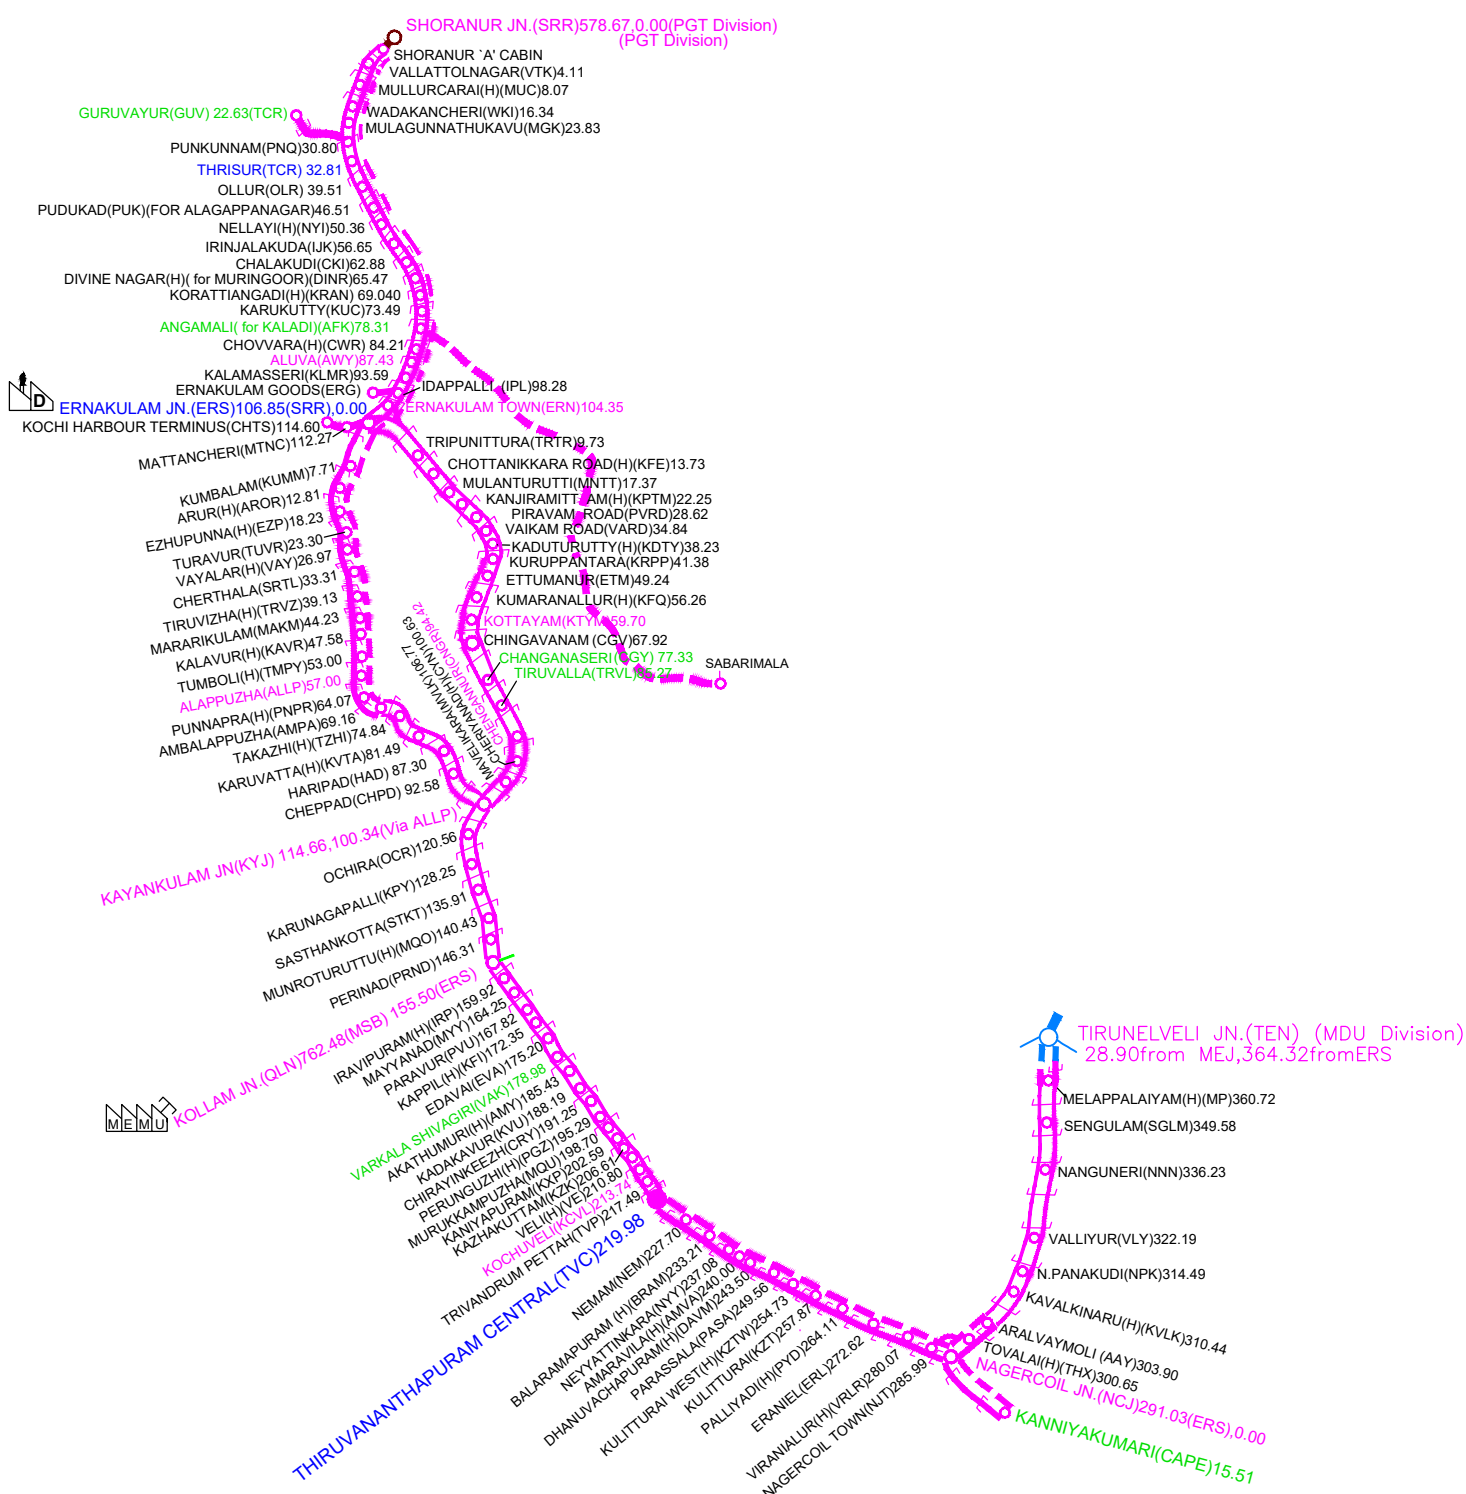 SHORANUR JN.(SRR)578.67,0.00(PGT Division)
(PGT Division)
SHORANUR `A' CABIN
VALLATTOLNAGAR(VTK)4.11
MULLURCARAI(H)(MUC)8.07
WADAKANCHERI(WKI)16.34
MULAGUNNATHUKAVU(MGK)23.83
GURUVAYUR(GUV) 22.63(TCR)
PUNKUNNAM(PNQ)30.80
THRISUR(TCR) 32.81
OLLUR(OLR) 39.51
PUDUKAD(PUK)(FOR ALAGAPPANAGAR)46.51
NELLAYI(H)(NYI)50.36
IRINJALAKUDA(IJK)56.65
CHALAKUDI(CKI)62.88
DIVINE NAGAR(H)( for MURINGOOR)(DINR)65.47
KORATTIANGADI(H)(KRAN) 69.040
KARUKUTTY(KUC)73.49
ANGAMALI( for KALADI)(AFK)78.31
CHOVVARA(H)(CWR) 84.21
ALUVA(AWY)87.43
KALAMASSERI(KLMR)93.59
ERNAKULAM GOODS(ERG)
IDAPPALLI (IPL)98.28
D
ERNAKULAM JN.(ERS)106.85(SRR),0.00
ERNAKULAM TOWN(ERN)104.35
KOCHI HARBOUR TERMINUS(CHTS)114.60
MATTANCHERI(MTNC)112.27
KUMBALAM(KUMM)7.71
ARUR(H)(AROR)12.81
EZHUPUNNA(H)(EZP)18.23
TURAVUR(TUVR)23.30
VAYALAR(H)(VAY)26.97
CHERTHALA(SRTL)33.31
TIRUVIZHA(H)(TRVZ)39.13
MARARIKULAM(MAKM)44.23
KALAVUR(H)(KAVR)47.58
TUMBOLI(H)(TMPY)53.00
ALAPPUZHA(ALLP)57.00
PUNNAPRA(H)(PNPR)64.07
AMBALAPPUZHA(AMPA)69.16
TAKAZHI(H)(TZHI)74.84
KARUVATTA(H)(KVTA)81.49
HARIPAD(HAD) 87.30
CHEPPAD(CHPD) 92.58
TRIPUNITTURA(TRTR)9.73
CHOTTANIKKARA ROAD(H)(KFE)13.73
MULANTURUTTI(MNTT)17.37
KANJIRAMITTAM(H)(KPTM)22.25
PIRAVAM ROAD(PVRD)28.62
VAIKAM ROAD(VARD)34.84
KADUTURUTTY(H)(KDTY)38.23
KURUPPANTARA(KRPP)41.38
ETTUMANUR(ETM)49.24
KUMARANALLUR(H)(KFQ)56.26
KOTTAYAM(KTYM)59.70
CHINGAVANAM (CGV)67.92
CHANGANASERI(CGY) 77.33
TIRUVALLA(TRVL)85.27
SABARIMALA
CHENGANNUR(CNGR)94.42
CHERIYANAD(H)(CYN)100.63
MAVELIKARA(MVLK)106.77
KAYANKULAM JN(KYJ) 114.66,100.34(Via ALLP)
OCHIRA(OCR)120.56
KARUNAGAPALLI(KPY)128.25
SASTHANKOTTA(STKT)135.91
MUNROTURUTTU(H)(MQO)140.43
PERINAD(PRND)146.31
MEMU
KOLLAM JN.(QLN)762.48(MSB) 155.50(ERS)
IRAVIPURAM(H)(IRP)159.92
MAYYANAD(MYY)164.25
PARAVUR(PVU)167.82
KAPPIL(H)(KFI)172.35
EDAVAI(EVA)175.20
VARKALA SHIVAGIRI(VAK)178.98
AKATHUMURI(H)(AMY)185.43
KADAKAVUR(KVU)188.19
CHIRAYINKEEZH(CRY)191.25
PERUNGUZHI(H)(PGZ)195.29
MURUKKAMPUZHA(MQU)198.70
KANIYAPURAM(KXP)202.59
KAZHAKUTTAM(KZK)206.61
VELI(H)(VE)210.80
KOCHUVELI(KCVL)213.74
TRIVANDRUM PETTAH(TVP)217.49
THIRUVANANTHAPURAM CENTRAL(TVC)219.98
NEMAM(NEM)227.70
BALARAMAPURAM (H)(BRAM)233.21
NEYYATTINKARA(NYY)237.08
AMARAVILA(H)(AMVA)240.00
DHANUVACHAPURAM(H)(DAVM)243.50
PARASSALA(PASA)249.56
KULITTURAI WEST(H)(KZTW)254.73
KULITTURAI(KZT)257.87
PALLIYADI(H)(PYD)264.11
ERANIEL(ERL)272.62
VIRANIALUR(H)(VRLR)280.07
NAGERCOIL TOWN(NJT)285.99
TIRUNELVELI JN.(TEN) (MDU Division)
28.90from MEJ,364.32fromERS
MELAPPALAIYAM(H)(MP)360.72
SENGULAM(SGLM)349.58
NANGUNERI(NNN)336.23
VALLIYUR(VLY)322.19
N.PANAKUDI(NPK)314.49
KAVALKINARU(H)(KVLK)310.44
ARALVAYMOLI (AAY)303.90
TOVALAI(H)(THX)300.65
NAGERCOIL JN.(NCJ)291.03(ERS),0.00
KANNIYAKUMARI(CAPE)15.51